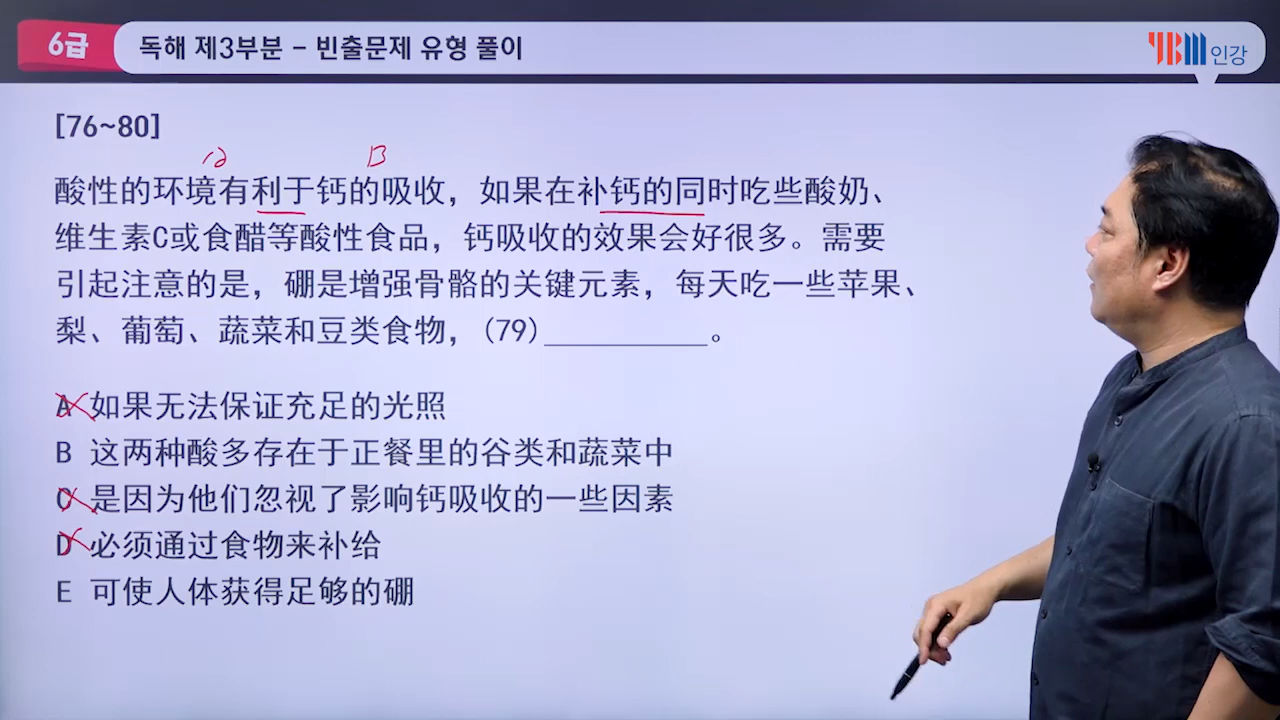 6급 독해 제3부분 - 빈출문제 유형 풀이 YBM 인강
[76~80]
a B
酸性的环境有利于钙的吸收，如果在补钙的同时吃些酸奶、
维生素C或食醋等酸性食品，钙吸收的效果会好很多。需要
引起注意的是，硼是增强骨骼的关键元素，每天吃一些苹果、
梨、葡萄、蔬菜和豆类食物，(79)__________。
A 如果无法保证充足的光照
B 这两种酸多存在于正餐里的谷类和蔬菜中
C 是因为他们忽视了影响钙吸收的一些因素
D 必须通过食物来补给
E 可使人体获得足够的硼